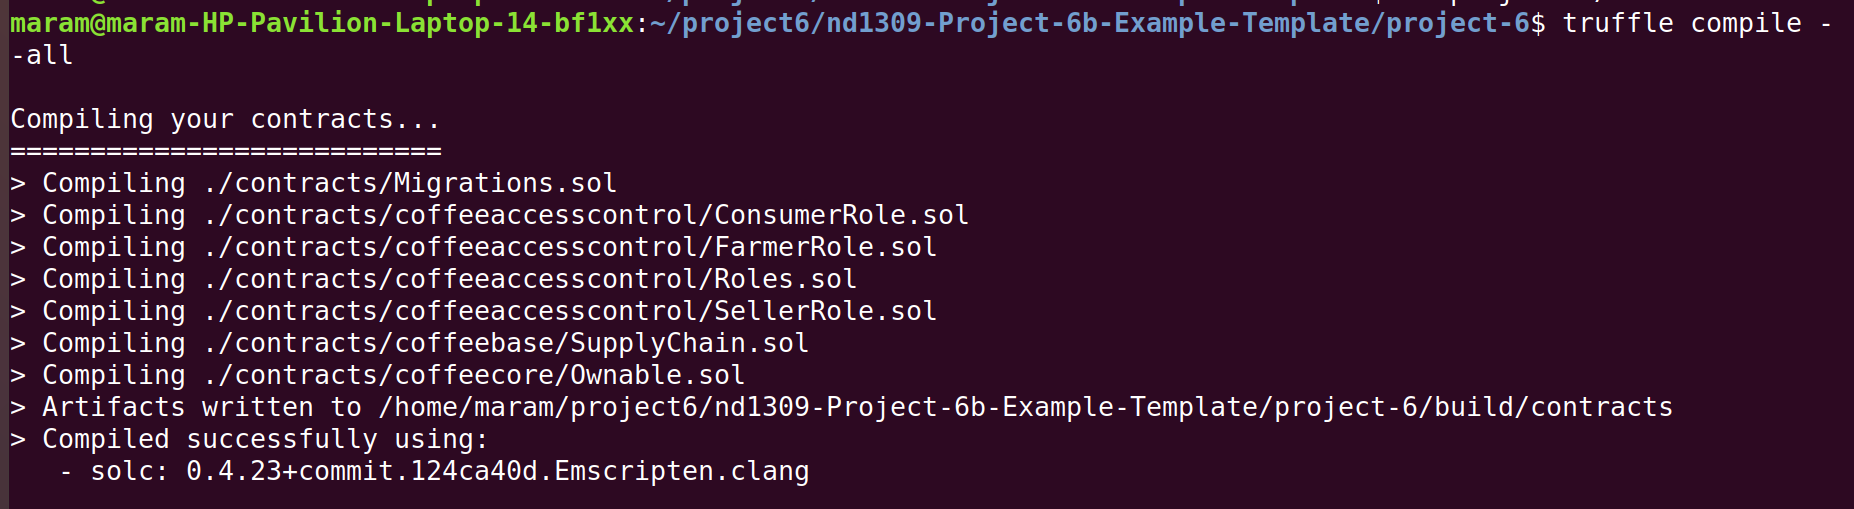 maram@maram-HP-Pavilion-Laptop-14-bf1xx:~/project6/nd1309-Project-6b-Example-Template/project-6$ truffle compile -
-all
Compiling your contracts...
===========================
> Compiling ./contracts/Migrations.sol
> Compiling ./contracts/coffeeaccesscontrol/ConsumerRole.sol
> Compiling ./contracts/coffeeaccesscontrol/FarmerRole.sol
> Compiling ./contracts/coffeeaccesscontrol/Roles.sol
> Compiling ./contracts/coffeeaccesscontrol/SellerRole.sol
> Compiling ./contracts/coffeebase/SupplyChain.sol
> Compiling ./contracts/coffeecore/Ownable.sol
> Artifacts written to /home/maram/project6/nd1309-Project-6b-Example-Template/project-6/build/contracts
> Compiled successfully using:
   - solc: 0.4.23+commit.124ca40d.Emscripten.clang